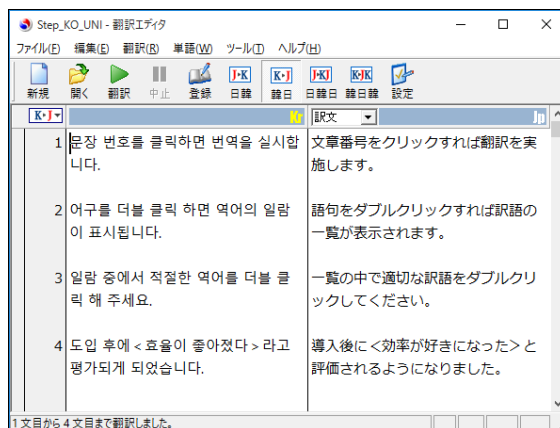 Step_KO_UNI - 翻訳エディタ
ファイル(F) 編集(E) 翻訳(R) 単語(W) ツール(T) ヘルプ(H)
J•K K•J J•KJ K•JK
新規 開く 翻訳 中止 登録 日韓 韓日 日韓日 韓日韓 設定
K•J Kr 訳文 Jp
1 문장 번호를 클릭하면 번역을 실시합
니다.
文章番号をクリックすれば翻訳を実
施します。
2 어구를 더블 클릭 하면 역어의 일람
이 표시됩니다.
語句をダブルクリックすれば訳語の
一覧が表示されます。
3 일람 중에서 적절한 역어를 더블 클
릭 해 주세요.
一覧の中で適切な訳語をダブルクリ
ックしてください。
4 도입 후에 < 효율이 좋아졌다 > 라고
평가되게 되었습니다.
導入後に＜効率が好きになった＞と
評価されるようになりました。
1 文目から 4 文目まで翻訳しました。